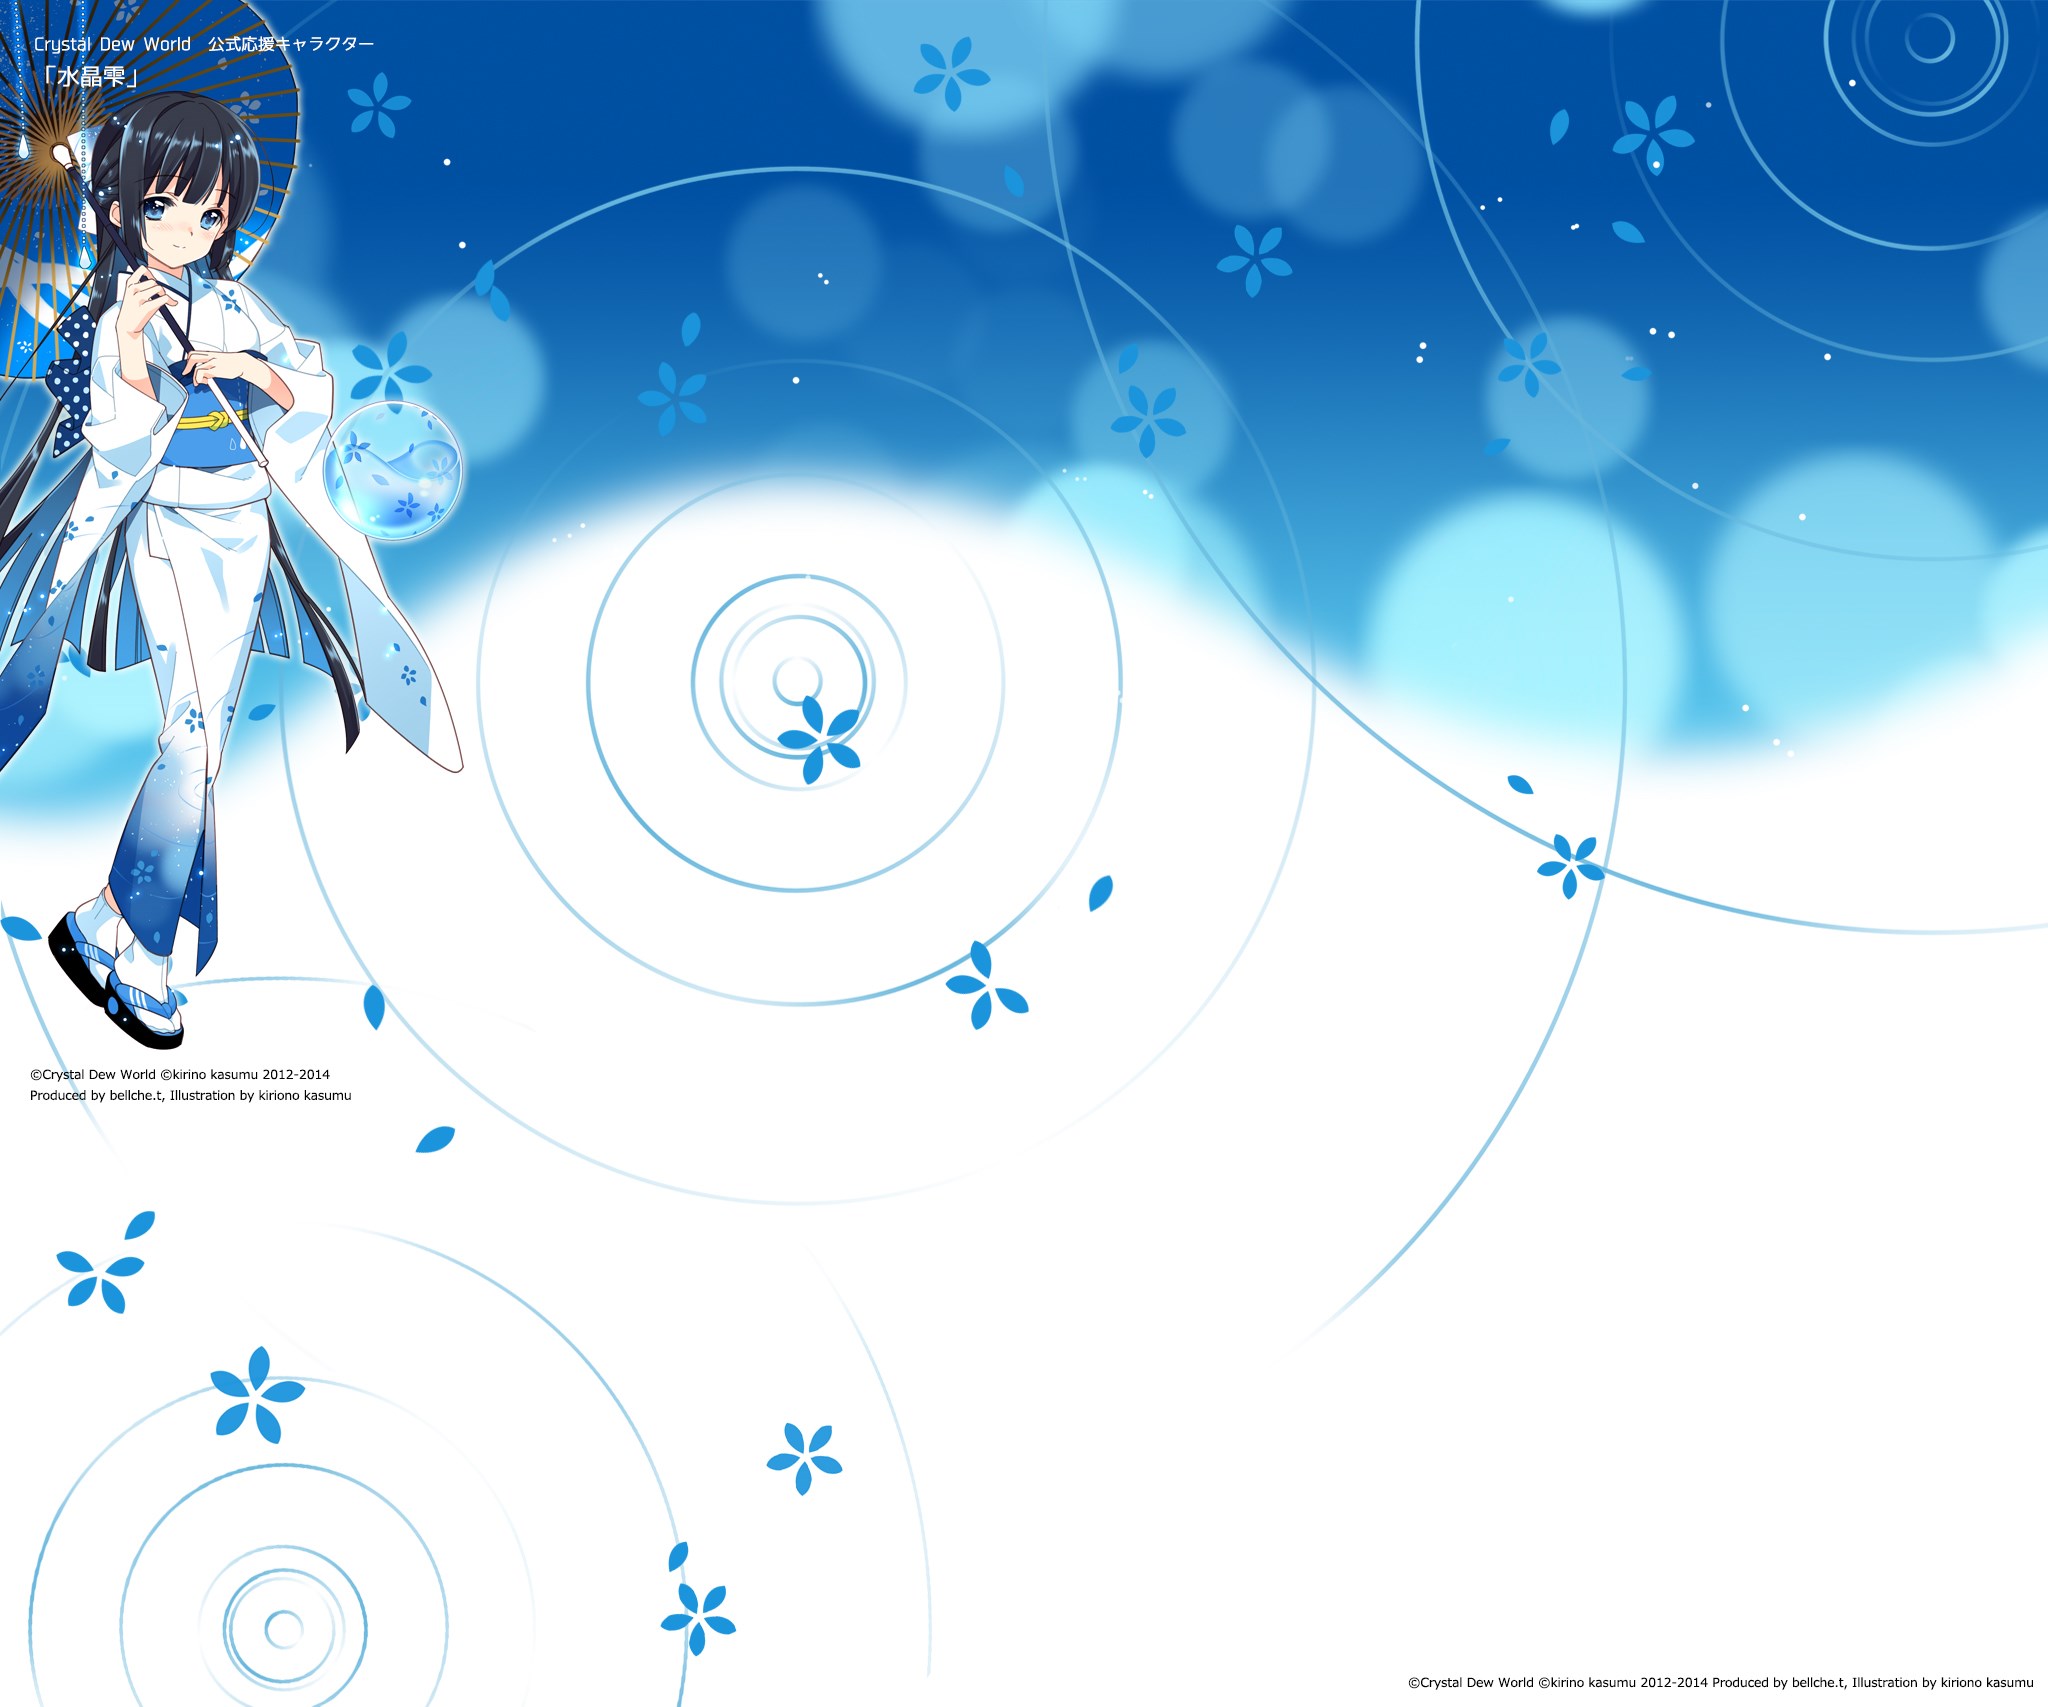 Crystal Dew World　公式応援キャラクター
「水晶雫」
©Crystal Dew World ©kirino kasumu 2012-2014
Produced by bellche.t, Illustration by kiriono kasumu
©Crystal Dew World ©kirino kasumu 2012-2014 Produced by bellche.t, Illustration by kiriono kasumu